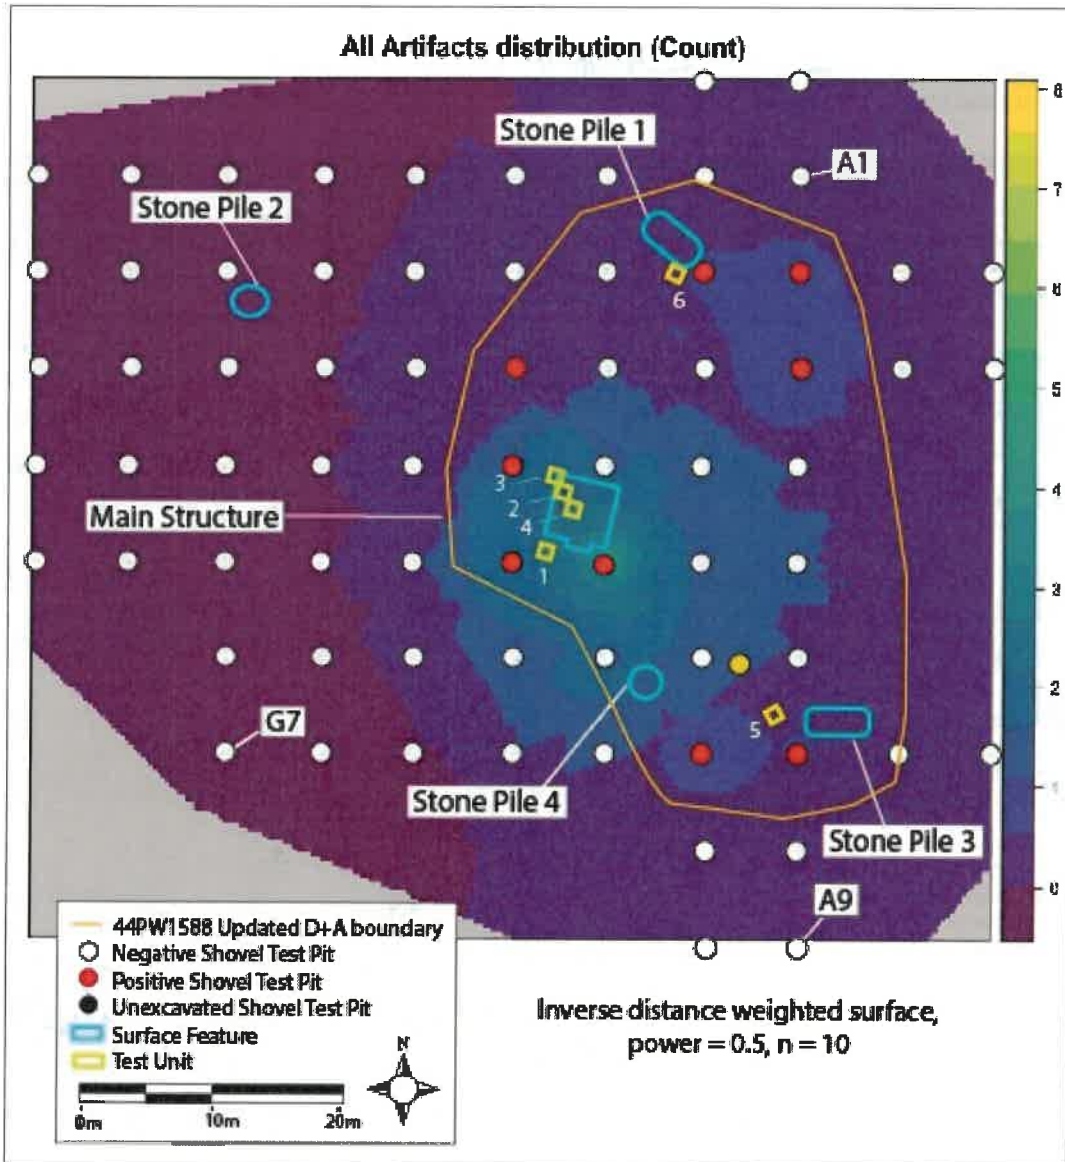 All Artifacts distribution (Count)
Stone Pile 1
A1
Stone Pile 2
6
3
2
4
1
Main Structure
G7
5
Stone Pile 4
Stone Pile 3
A9
8
7
6
5
4
3
2
1
0
44PW1588 Updated D+A boundary
Negative Shovel Test Pit
Positive Shovel Test Pit
Unexcavated Shovel Test Pit
Surface Feature
Test Unit
N
0m 10m 20m
Inverse distance weighted surface,
power = 0.5, n = 10